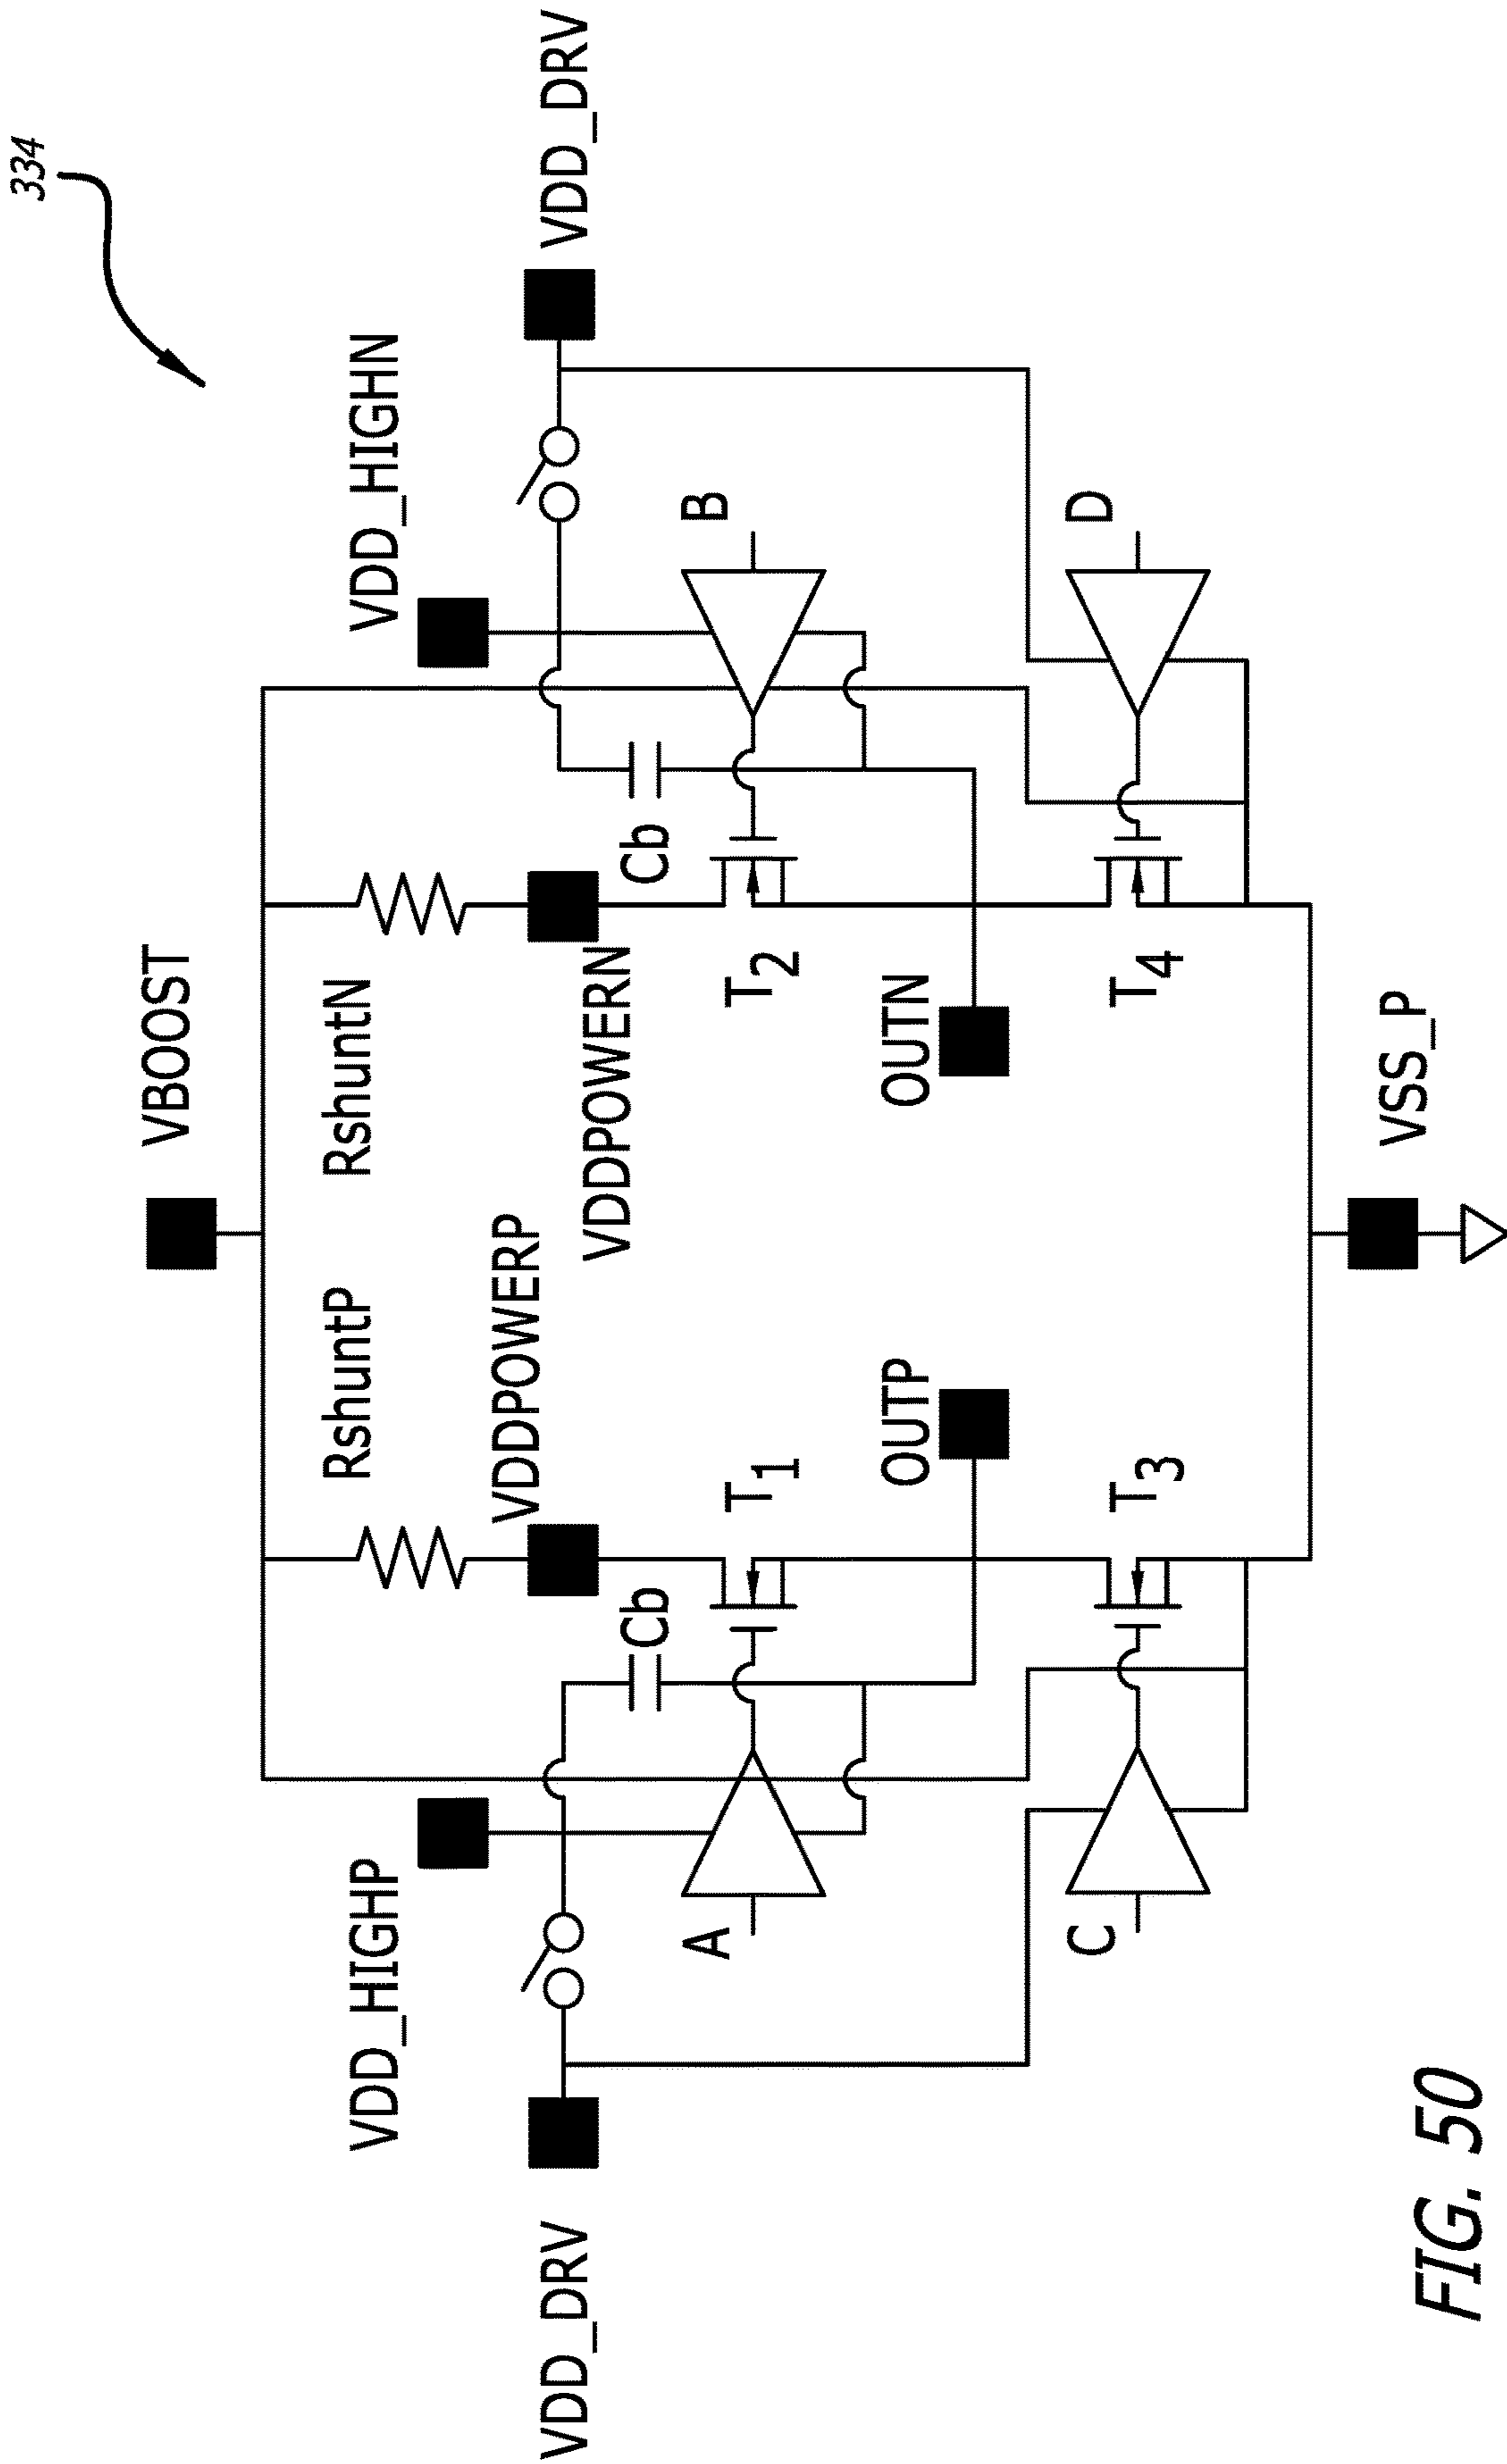 334
VBOOST
VDD_HIGHP
RshuntP
RshuntN
VDD_HIGHN
VDD_DRV
VDDPOWERP
VDDPOWERN
VDD_DRV
Cb
Cb
A
T1
T2
B
OUTP
OUTN
C
T3
T4
D
VSS_P
FIG. 50